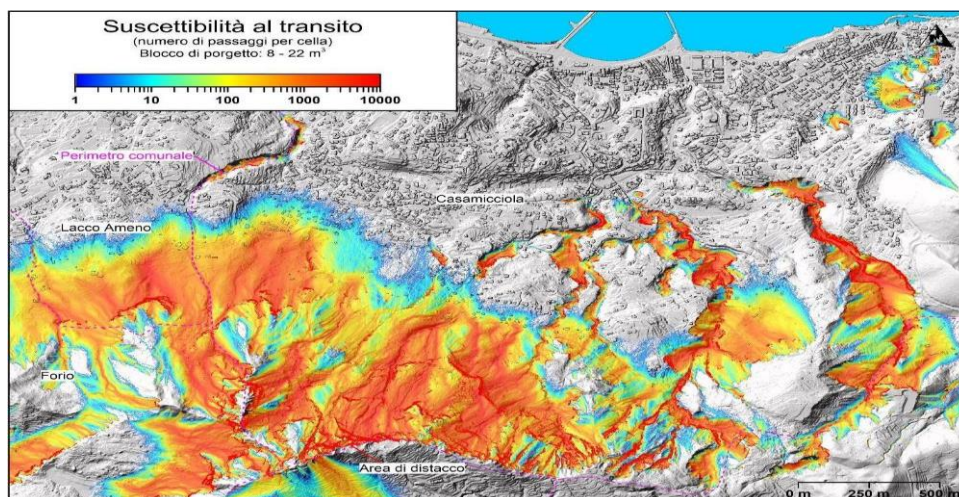 Suscettibilità al transito
(numero di passaggi per cella)
Blocco di porgetto: 8 - 22 m³
1 10 100 1000 10000
Perimetro comunale
Casamicciola
Lacco Ameno
Forio
Area di distacco
0 m 250 m 500 m